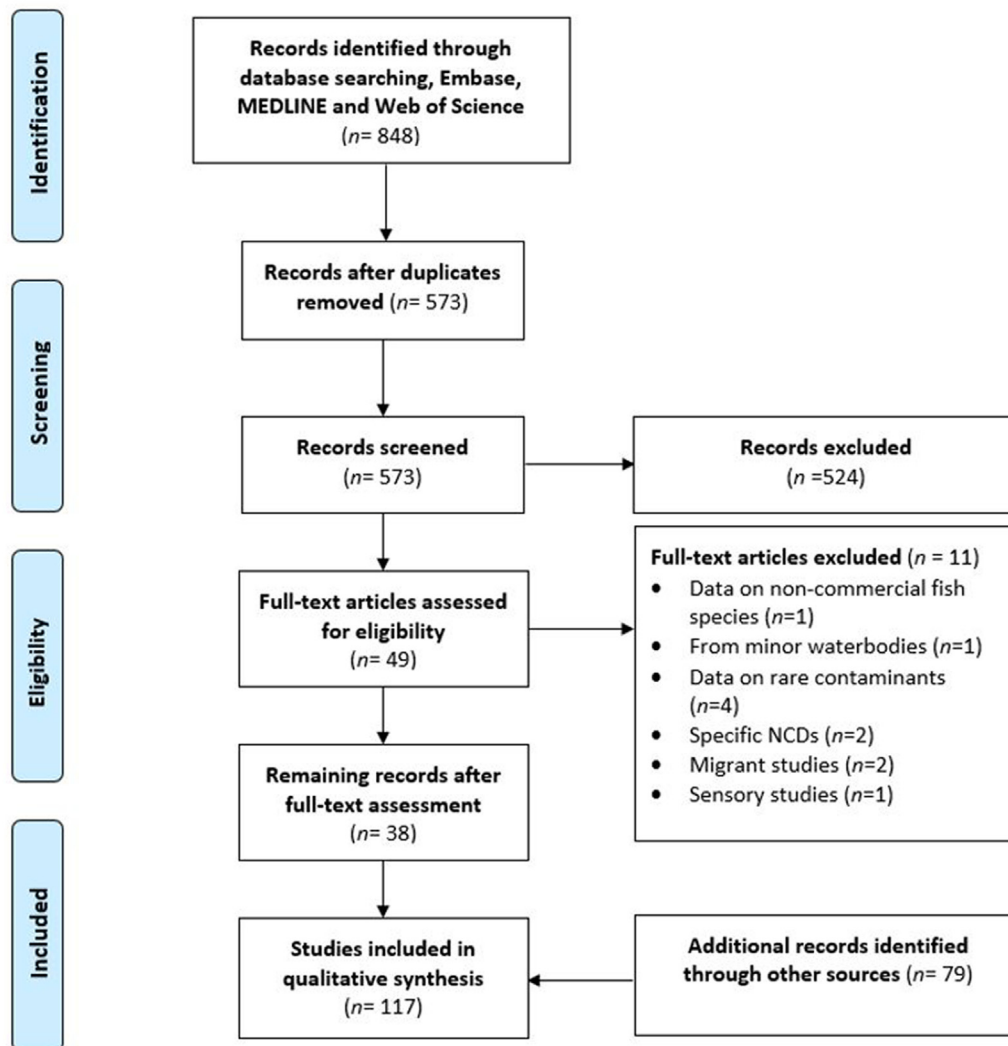 Identification
Records identified through
database searching, Embase,
MEDLINE and Web of Science
(n= 848)
Records after duplicates
removed (n= 573)
Screening
Records screened
(n= 573)
Records excluded
(n =524)
Eligibility
Full-text articles assessed
for eligibility
(n= 49)
Full-text articles excluded (n = 11)
• Data on non-commercial fish
species (n=1)
• From minor waterbodies (n=1)
• Data on rare contaminants
(n=4)
• Specific NCDs (n=2)
• Migrant studies (n=2)
• Sensory studies (n=1)
Remaining records after
full-text assessment
(n= 38)
Included
Studies included in
qualitative synthesis
(n= 117)
Additional records identified
through other sources (n= 79)